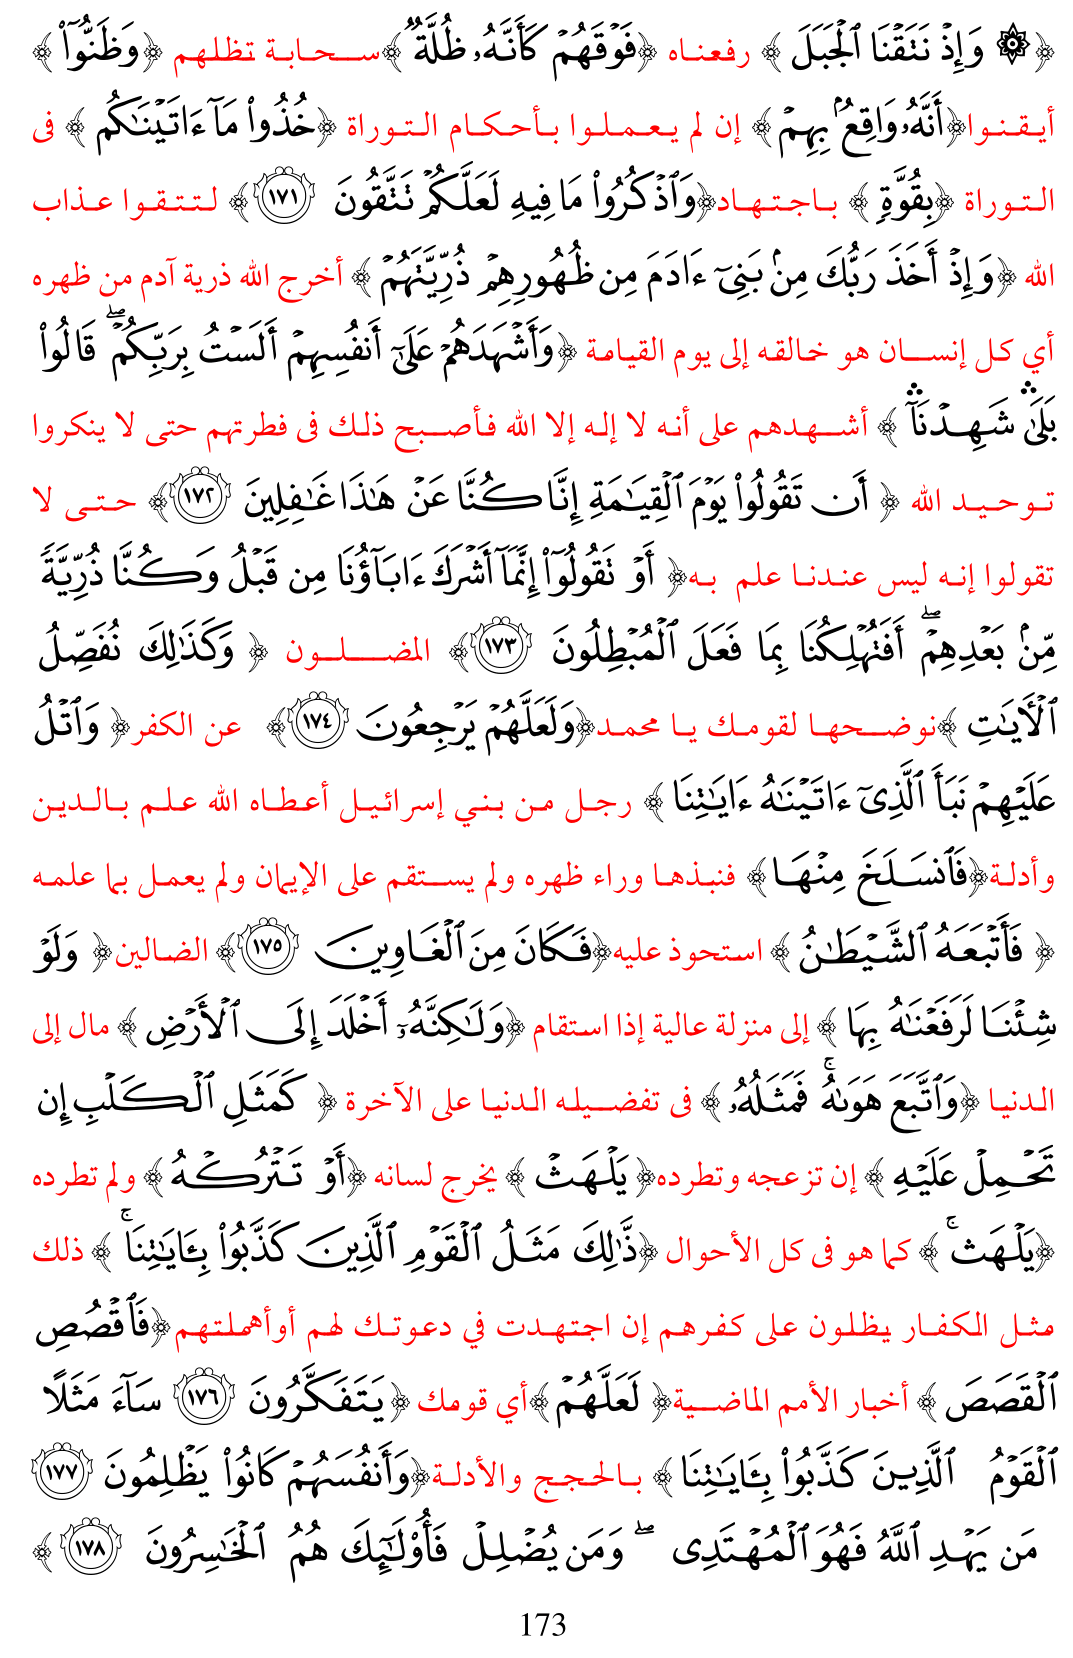 ﴿ ۞ وَإِذْ نَتَقْنَا ٱلْجَبَلَ ﴾ رفعناه ﴿فَوْقَهُمْ كَأَنَّهُۥ ظُلَّةٌ ﴾سحابة تظلهم ﴿وَظَنُّوٓا۟ ﴾
أيقنوا﴿أَنَّهُۥ وَاقِعٌۢ بِهِمْ﴾ إن لم يعملوا بأحكام التوراة ﴿خُذُوا۟ مَآ ءَاتَيْنَـٰكُم ﴾ فى
التوراة ﴿بِقُوَّةٍ ﴾ باجتهاد﴿وَٱذْكُرُوا۟ مَا فِيهِ لَعَلَّكُمْ تَتَّقُونَ ١٧١﴾ لتتقوا عذاب
الله ﴿وَإِذْ أَخَذَ رَبُّكَ مِنۢ بَنِىٓ ءَادَمَ مِن ظُهُورِهِمْ ذُرِّيَّتَهُمْ ﴾ أخرج الله ذرية آدم من ظهره
أي كل إنسان هو خالقه إلى يوم القيامة ﴿وَأَشْهَدَهُمْ عَلَىٰٓ أَنفُسِهِمْ أَلَسْتُ بِرَبِّكُمْ ۖ قَالُوا۟
بَلَىٰ ۛ شَهِدْنَآ ۛ ﴾ أشهدهم على أنه لا إله إلا الله فأصبح ذلك فى فطرتهم حتى لا ينكروا
توحيد الله ﴿ أَن تَقُولُوا۟ يَوْمَ ٱلْقِيَـٰمَةِ إِنَّا كُنَّا عَنْ هَـٰذَا غَـٰفِلِينَ ١٧٢﴾ حتى لا
تقولوا إنه ليس عندنا علم به﴿ أَوْ تَقُولُوٓا۟ إِنَّمَآ أَشْرَكَ ءَابَآؤُنَا مِن قَبْلُ وَكُنَّا ذُرِّيَّةً
مِّنۢ بَعْدِهِمْ ۖ أَفَتُهْلِكُنَا بِمَا فَعَلَ ٱلْمُبْطِلُونَ ١٧٣﴾ المضلون ﴿ وَكَذَٰلِكَ نُفَصِّلُ
ٱلْـَٔايَـٰتِ ﴾نوضحها لقومك يا محمد﴿وَلَعَلَّهُمْ يَرْجِعُونَ ١٧٤﴾ عن الكفر﴿ وَٱتْلُ
عَلَيْهِمْ نَبَأَ ٱلَّذِىٓ ءَاتَيْنَـٰهُ ءَايَـٰتِنَا ﴾ رجل من بني إسرائيل أعطاه الله علم بالدين
وأدلة﴿فَٱنسَلَخَ مِنْهَا﴾ فنبذها وراء ظهره ولم يستقم على الإيمان ولم يعمل بما علمه
﴿ فَأَتْبَعَهُ ٱلشَّيْطَـٰنُ ﴾ استحوذ عليه﴿فَكَانَ مِنَ ٱلْغَاوِينَ ١٧٥﴾ الضالين﴿ وَلَوْ
شِئْنَا لَرَفَعْنَـٰهُ بِهَا ﴾ إلى منزلة عالية إذا استقام ﴿وَلَـٰكِنَّهُۥٓ أَخْلَدَ إِلَى ٱلْأَرْضِ ﴾ مال إلى
الدنيا ﴿وَٱتَّبَعَ هَوَىٰهُ ۚ فَمَثَلُهُۥ ﴾ فى تفضيله الدنيا على الآخرة ﴿ كَمَثَلِ ٱلْكَلْبِ إِن
تَحْمِلْ عَلَيْهِ ﴾ إن تزعجه وتطرده﴿ يَلْهَثْ ﴾ يخرج لسانه ﴿أَوْ تَتْرُكْهُ ﴾ ولم تطرده
﴿يَلْهَث ۚ ﴾ كما هو فى كل الأحوال ﴿ذَّٰلِكَ مَثَلُ ٱلْقَوْمِ ٱلَّذِينَ كَذَّبُوا۟ بِـَٔايَـٰتِنَا ۚ ﴾ ذلك
مثل الكفار يظلون على كفرهم إن اجتهدت في دعوتك لهم أوأهملتهم﴿فَٱقْصُصِ
ٱلْقَصَصَ ﴾ أخبار الأمم الماضية﴿ لَعَلَّهُمْ ﴾أي قومك ﴿يَتَفَكَّرُونَ ١٧٦ سَآءَ مَثَلًا
ٱلْقَوْمُ ٱلَّذِينَ كَذَّبُوا۟ بِـَٔايَـٰتِنَا ﴾ بالحجج والأدلة﴿وَأَنفُسَهُمْ كَانُوا۟ يَظْلِمُونَ ١٧٧
مَن يَهْدِ ٱللَّهُ فَهُوَ ٱلْمُهْتَدِى ۖ وَمَن يُضْلِلْ فَأُو۟لَـٰٓئِكَ هُمُ ٱلْخَـٰسِرُونَ ١٧٨ ﴾
173